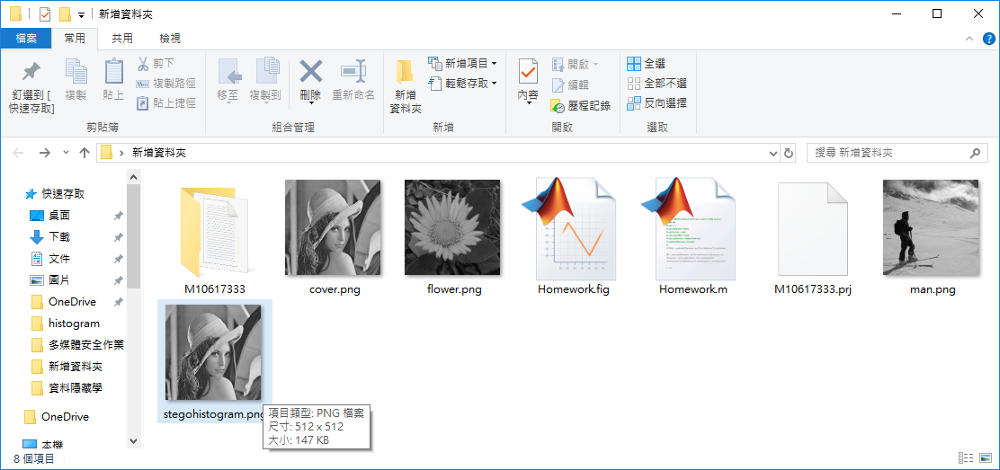 新增資料夾
檔案 常用 共用 檢視
釘選到 [
快速存取]
複製
貼上
剪下
複製路徑
貼上捷徑
剪貼簿
移至
複製到
刪除
重新命名
組合管理
新增
資料夾
新增項目
輕鬆存取
新增
內容
開啟
編輯
歷程記錄
開啟
全選
全部不選
反向選擇
選取
新增資料夾
搜尋 新增資料夾
快速存取
桌面
下載
文件
圖片
OneDrive
histogram
多媒體安全作業
新增資料夾
資料隱藏學
OneDrive
本機
M10617333
cover.png
flower.png
Homework.fig
Homework.m
M10617333.prj
man.png
stegohistogram.png
項目類型: PNG 檔案
尺寸: 512 x 512
大小: 147 KB
8 個項目